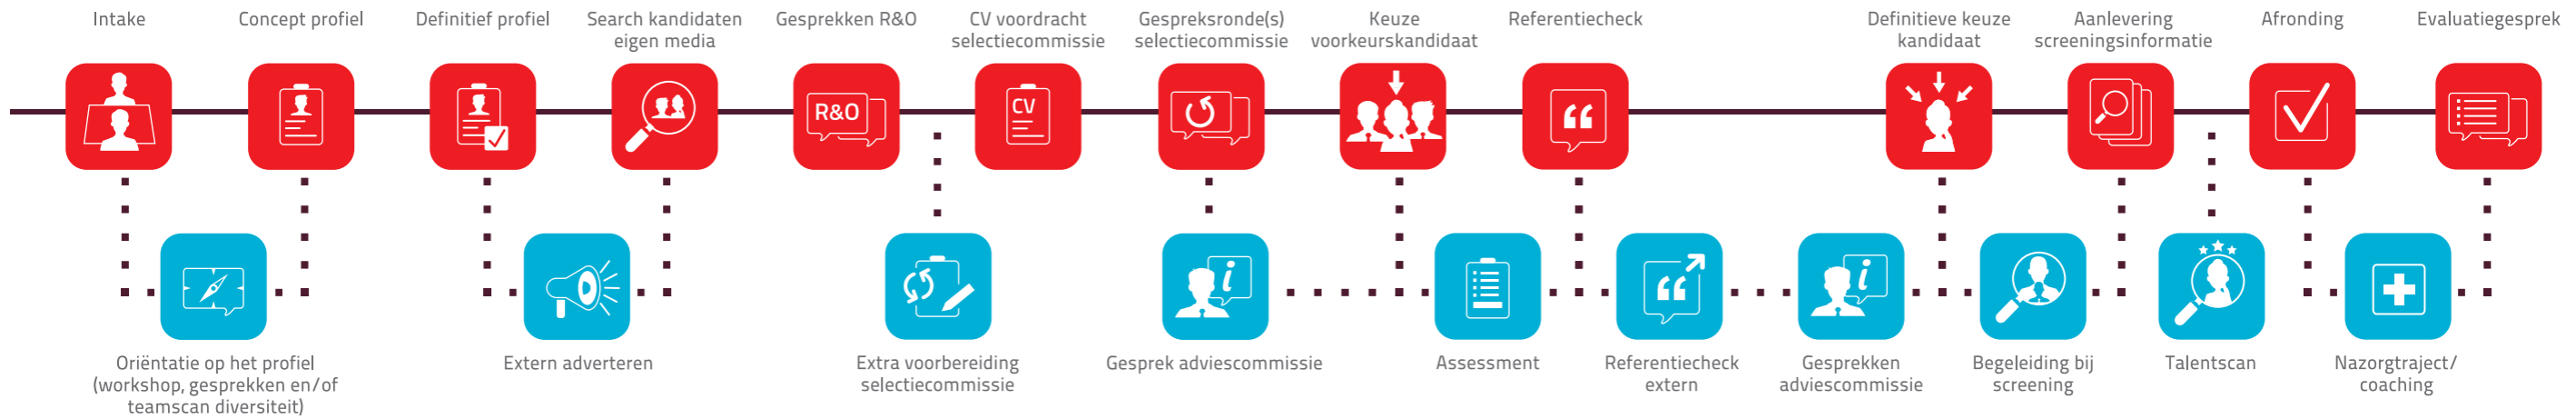 Intake
Concept profiel
Definitief profiel
Search kandidaten
eigen media
Gesprekken R&O
CV voordracht
selectiecommissie
Gespreksronde(s)
selectiecommissie
Keuze
voorkeurskandidaat
Referentiecheck
Definitieve keuze
kandidaat
Aanlevering
screeningsinformatie
Afronding
Evaluatiegesprek
R&O
CV
Oriëntatie op het profiel
(workshop, gesprekken en/of
teamscan diversiteit)
Extern adverteren
Extra voorbereiding
selectiecommissie
i
Gesprek adviescommissie
Assessment
Referentiecheck
extern
i
Gesprekken
adviescommissie
Begeleiding bij
screening
Talentscan
Nazorgtraject/
coaching